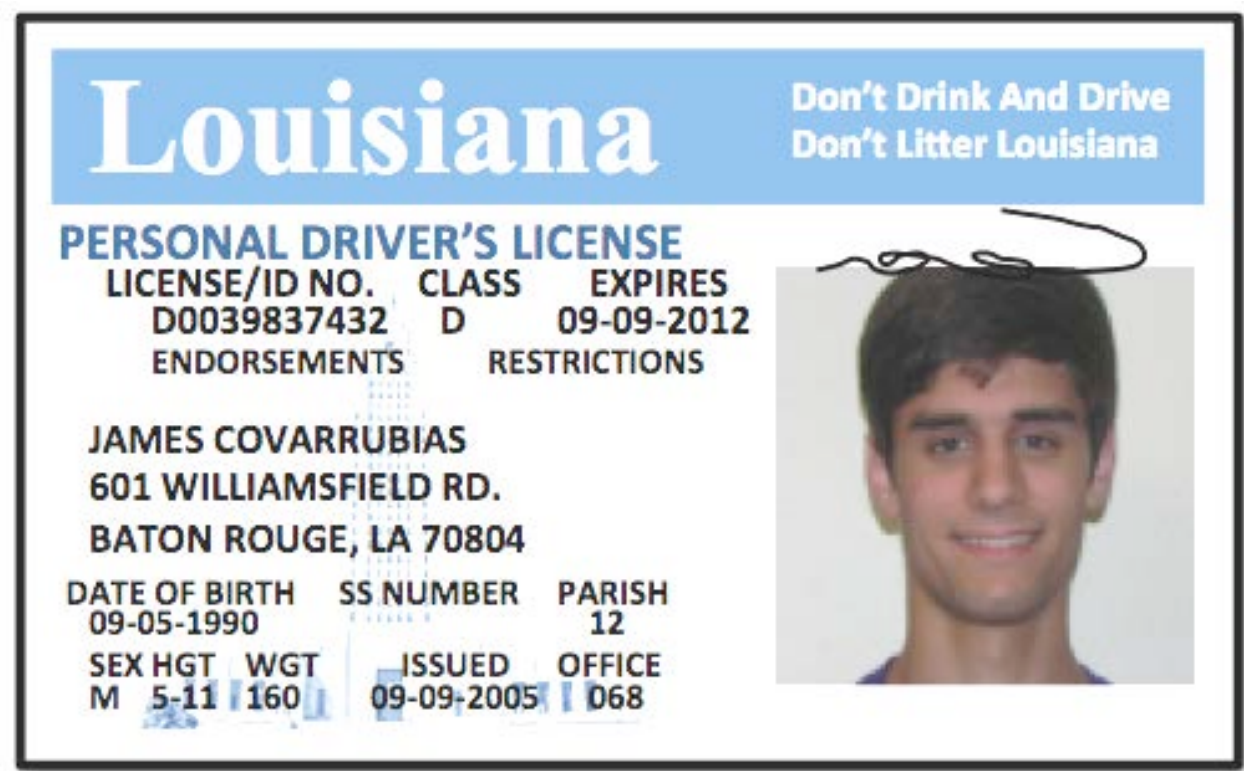 Louisiana
Don't Drink And Drive
Don't Litter Louisiana
PERSONAL DRIVER'S LICENSE
LICENSE/ID NO. CLASS EXPIRES
D0039837432 D 09-09-2012
ENDORSEMENTS RESTRICTIONS
JAMES COVARRUBIAS
601 WILLIAMSFIELD RD.
BATON ROUGE, LA 70804
DATE OF BIRTH SS NUMBER PARISH
09-05-1990 12
SEX HGT WGT ISSUED OFFICE
M 5-11 160 09-09-2005 068